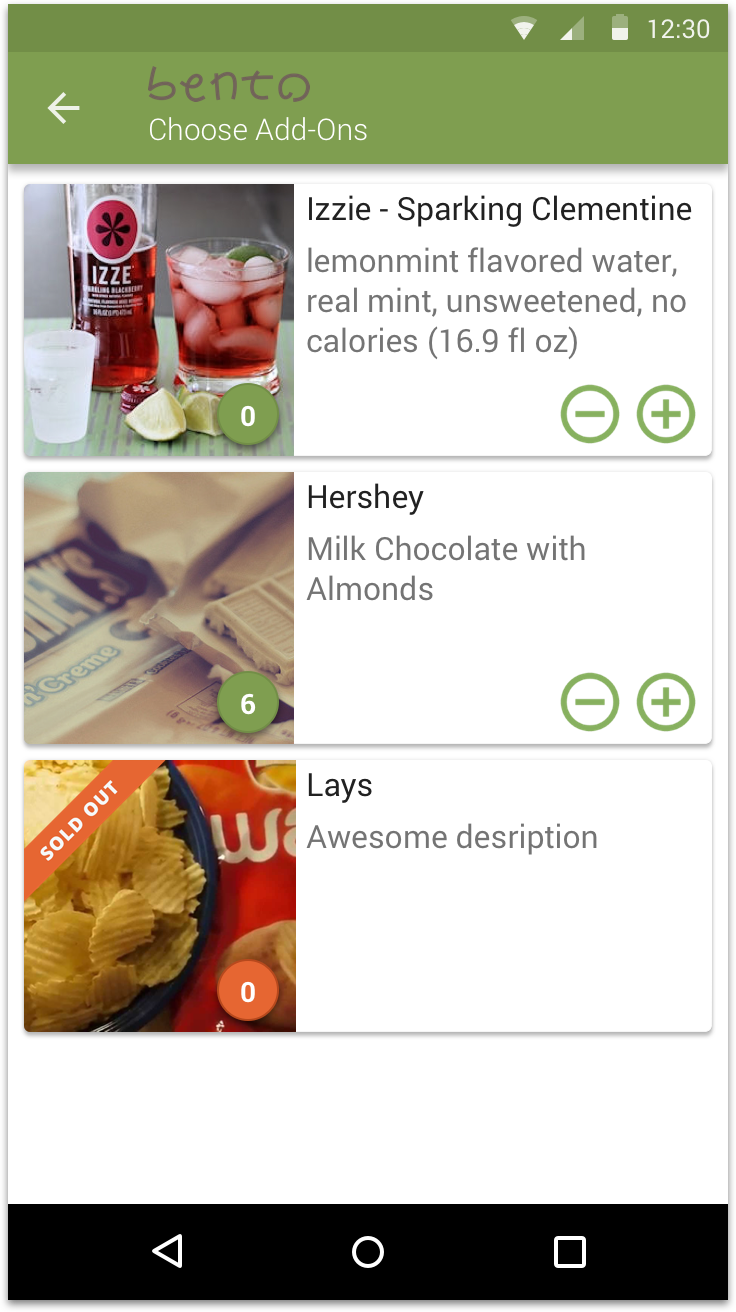 12:30
bento
Choose Add-Ons
IZZE
SPARKLING BLACKBERRY
Izzie - Sparking Clementine
lemonmint flavored water,
real mint, unsweetened, no
calories (16.9 fl oz)
0
Hershey
Milk Chocolate with
Almonds
n'Creme
6
SOLD OUT
Lays
Awesome desription
0